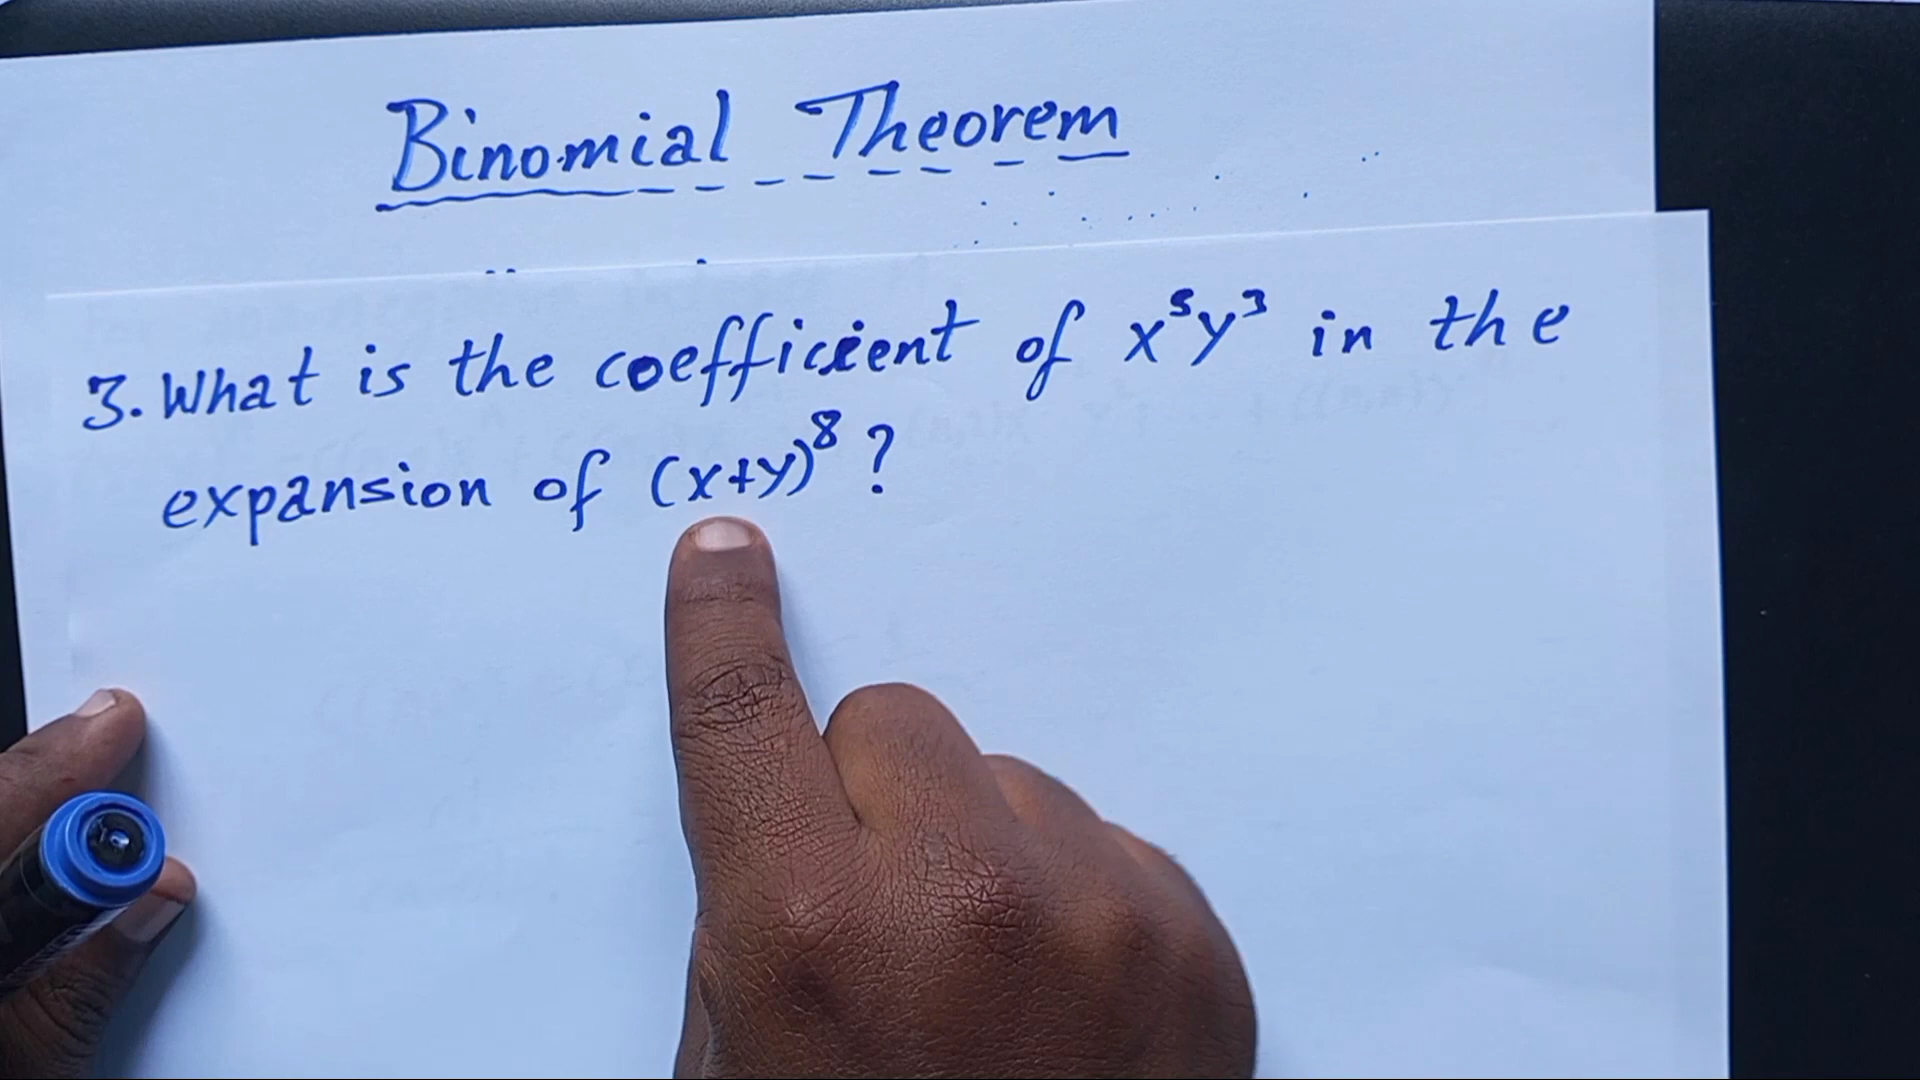 Binomial Theorem
3. What is the coefficient of x⁵y³ in the
expansion of (x+y)⁸?